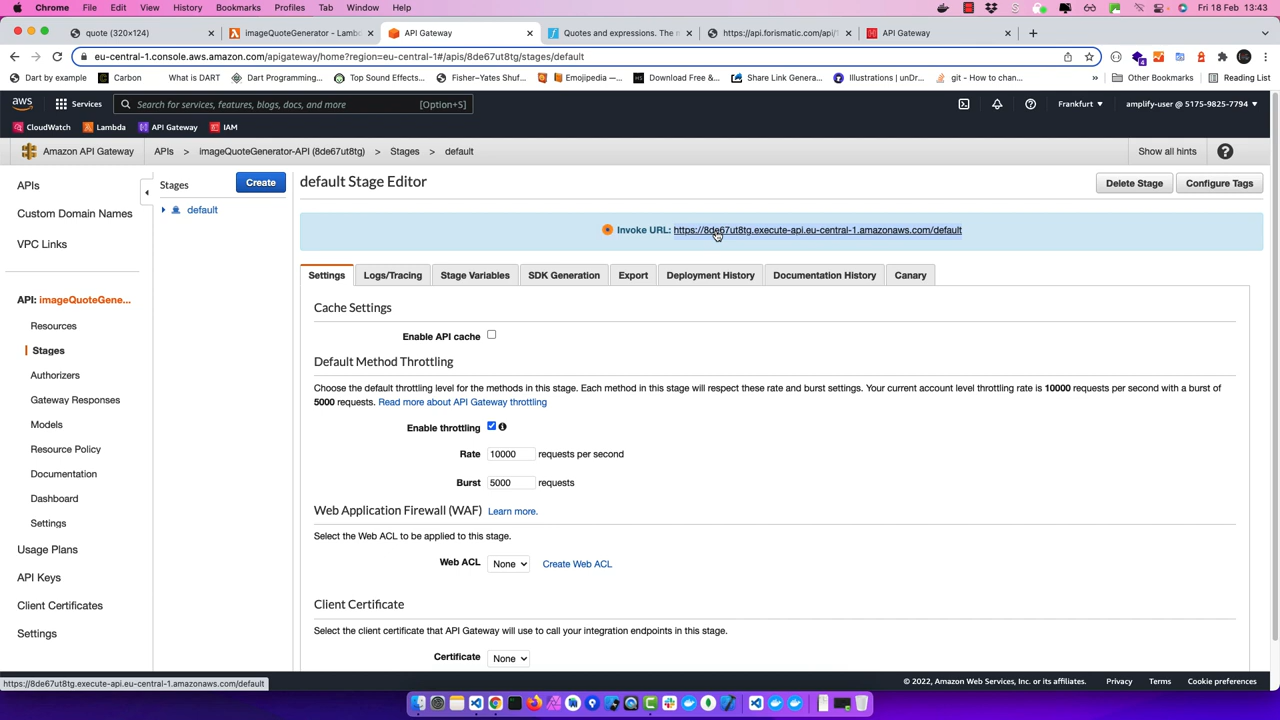 Chrome File Edit View History Bookmarks Profiles Tab Window Help Fri 18 Feb 13:43
quote (320×124) imageQuoteGenerator - Lamb API Gateway Quotes and expressions. The m https://api.forismatic.com/api/ API Gateway
eu-central-1.console.aws.amazon.com/apigateway/home?region=eu-central-1#/apis/8de67ut8tg/stages/default
Dart by example Carbon What is DART Dart Programming... Top Sound Effects... Fisher–Yates Shuf... Emojipedia —... Download Free &... Share Link Genera... Illustrations | unDr... git - How to chan... » Other Bookmarks Reading List
aws Services Search for services, features, blogs, docs, and more [Option+S] Frankfurt amplify-user @ 5175-9825-7794
CloudWatch Lambda API Gateway IAM
Amazon API Gateway APIs > imageQuoteGenerator-API (8de67ut8tg) > Stages > default Show all hints ?
APIs
Custom Domain Names
VPC Links
API: imageQuoteGene...
Resources
Stages
Authorizers
Gateway Responses
Models
Resource Policy
Documentation
Dashboard
Settings
Usage Plans
API Keys
Client Certificates
Settings
Stages Create
default
default Stage Editor Delete Stage Configure Tags
Invoke URL: https://8de67ut8tg.execute-api.eu-central-1.amazonaws.com/default
Settings Logs/Tracing Stage Variables SDK Generation Export Deployment History Documentation History Canary
Cache Settings
Enable API cache
Default Method Throttling
Choose the default throttling level for the methods in this stage. Each method in this stage will respect these rate and burst settings. Your current account level throttling rate is 10000 requests per second with a burst of
5000 requests. Read more about API Gateway throttling
Enable throttling
Rate 10000 requests per second
Burst 5000 requests
Web Application Firewall (WAF) Learn more.
Select the Web ACL to be applied to this stage.
Web ACL None Create Web ACL
Client Certificate
Select the client certificate that API Gateway will use to call your integration endpoints in this stage.
Certificate None
https://8de67ut8tg.execute-api.eu-central-1.amazonaws.com/default
© 2022, Amazon Web Services, Inc. or its affiliates. Privacy Terms Cookie preferences